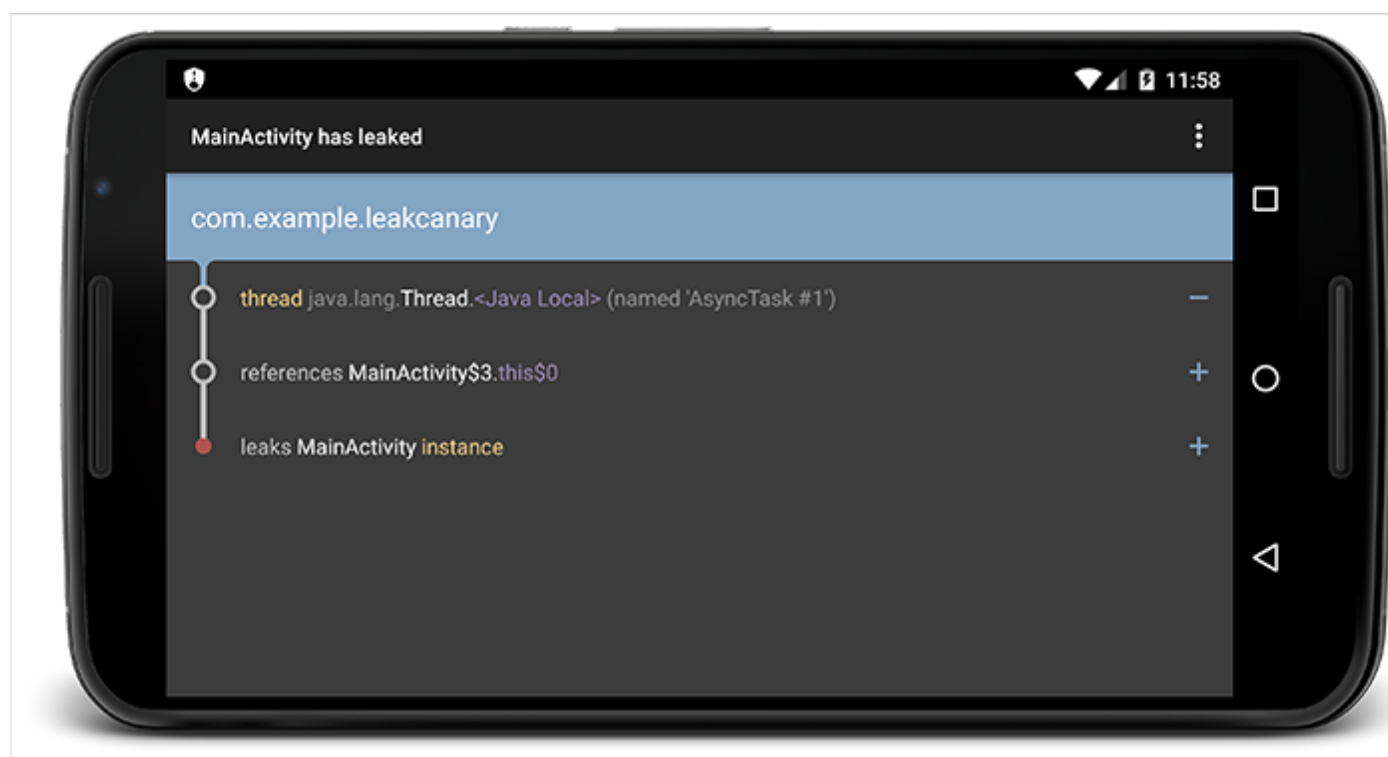 11:58
MainActivity has leaked
com.example.leakcanary
thread java.lang.Thread.<Java Local> (named 'AsyncTask #1')
references MainActivity$3.this$0
leaks MainActivity instance